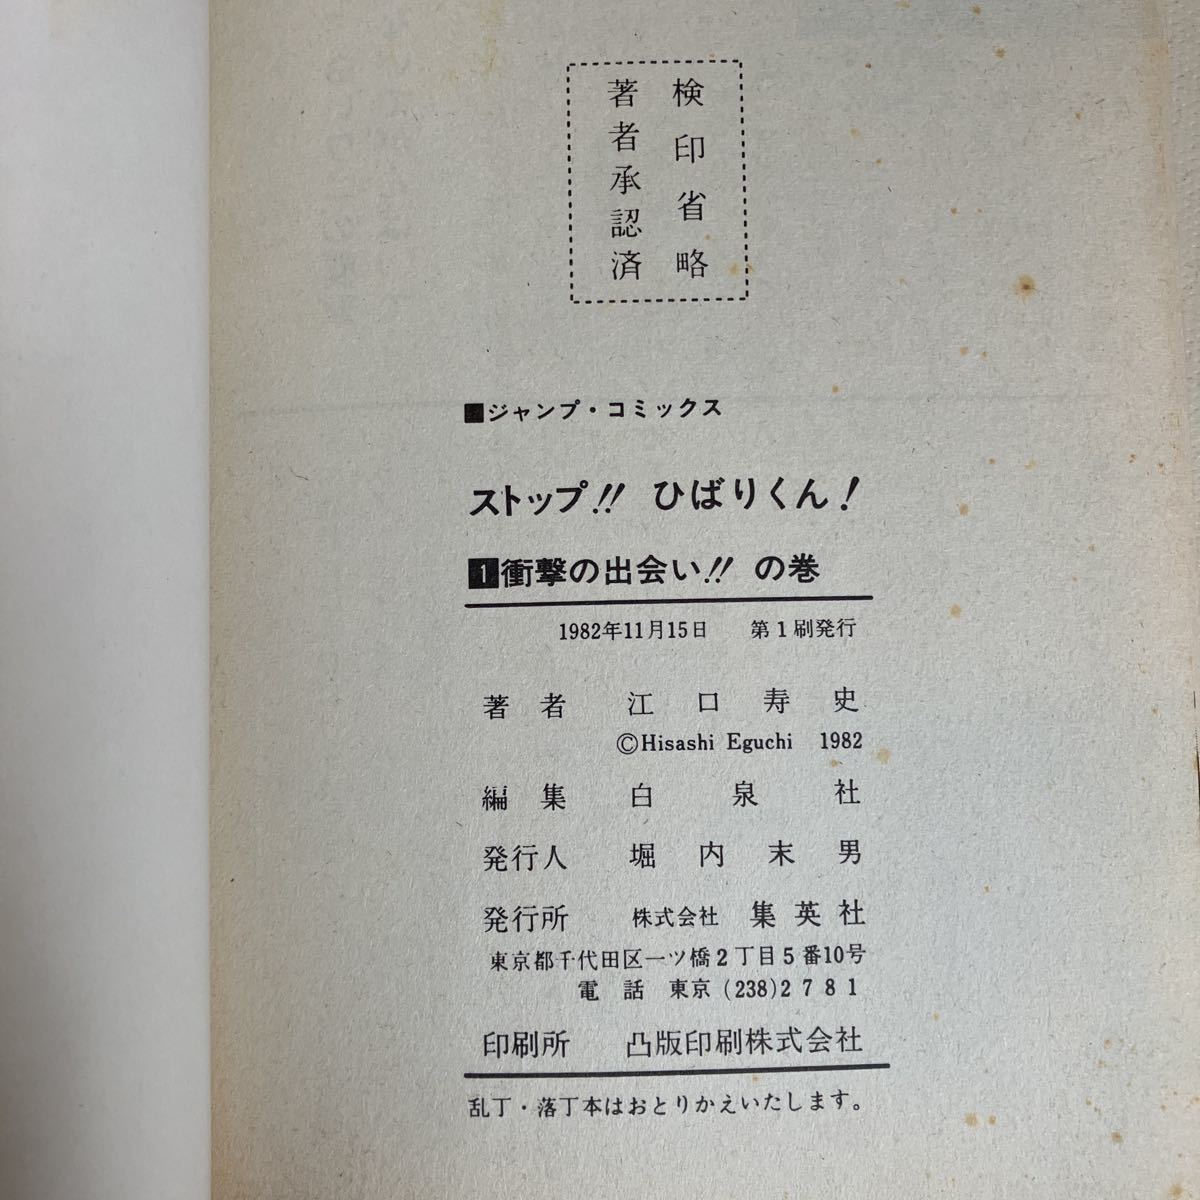 検印省略
著者承認済
■ジャンプ・コミックス
ストップ!! ひばりくん!
1衝撃の出会い!! の巻
1982年11月15日 第1刷発行
著者 江口寿史
©Hisashi Eguchi 1982
編集 白泉社
発行人 堀内末男
発行所 株式会社 集英社
東京都千代田区一ツ橋2丁目5番10号
電話 東京(238)2781
印刷所 凸版印刷株式会社
乱丁・落丁本はおとりかえいたします。